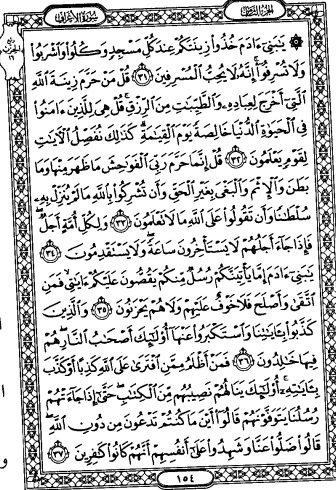 سورة الأعراف
الجزء الثامن
۞ يَٰبَنِىٓ ءَادَمَ خُذُوا۟ زِينَتَكُمْ عِندَ كُلِّ مَسْجِدٍ وَكُلُوا۟ وَٱشْرَبُوا۟
وَلَا تُسْرِفُوٓا۟ إِنَّهُۥ لَا يُحِبُّ ٱلْمُسْرِفِينَ ٣١ قُلْ مَنْ حَرَّمَ زِينَةَ ٱللَّهِ
ٱلَّتِىٓ أَخْرَجَ لِعِبَادِهِۦ وَٱلطَّيِّبَٰتِ مِنَ ٱلرِّزْقِ قُلْ هِىَ لِلَّذِينَ ءَامَنُوا۟
فِى ٱلْحَيَوٰةِ ٱلدُّنْيَا خَالِصَةً يَوْمَ ٱلْقِيَٰمَةِ كَذَٰلِكَ نُفَصِّلُ ٱلْءَايَٰتِ
لِقَوْمٍ يَعْلَمُونَ ٣٢ قُلْ إِنَّمَا حَرَّمَ رَبِّىَ ٱلْفَوَٰحِشَ مَا ظَهَرَ مِنْهَا وَمَا
بَطَنَ وَٱلْإِثْمَ وَٱلْبَغْىَ بِغَيْرِ ٱلْحَقِّ وَأَن تُشْرِكُوا۟ بِٱللَّهِ مَا لَمْ يُنَزِّلْ بِهِۦ
سُلْطَٰنًا وَأَن تَقُولُوا۟ عَلَى ٱللَّهِ مَا لَا تَعْلَمُونَ ٣٣ وَلِكُلِّ أُمَّةٍ أَجَلٌ
فَإِذَا جَآءَ أَجَلُهُمْ لَا يَسْتَأْخِرُونَ سَاعَةً وَلَا يَسْتَقْدِمُونَ ٣٤
يَٰبَنِىٓ ءَادَمَ إِمَّا يَأْتِيَنَّكُمْ رُسُلٌ مِّنكُمْ يَقُصُّونَ عَلَيْكُمْ ءَايَٰتِى فَمَنِ
ٱتَّقَىٰ وَأَصْلَحَ فَلَا خَوْفٌ عَلَيْهِمْ وَلَا هُمْ يَحْزَنُونَ ٣٥ وَٱلَّذِينَ
كَذَّبُوا۟ بِـَٔايَٰتِنَا وَٱسْتَكْبَرُوا۟ عَنْهَآ أُو۟لَٰٓئِكَ أَصْحَٰبُ ٱلنَّارِ هُمْ
فِيهَا خَٰلِدُونَ ٣٦ فَمَنْ أَظْلَمُ مِمَّنِ ٱفْتَرَىٰ عَلَى ٱللَّهِ كَذِبًا أَوْ كَذَّبَ
بِـَٔايَٰتِهِۦٓ أُو۟لَٰٓئِكَ يَنَالُهُمْ نَصِيبُهُم مِّنَ ٱلْكِتَٰبِ حَتَّىٰٓ إِذَا جَآءَتْهُمْ
رُسُلُنَا يَتَوَفَّوْنَهُمْ قَالُوٓا۟ أَيْنَ مَا كُنتُمْ تَدْعُونَ مِن دُونِ ٱللَّهِ
قَالُوا۟ ضَلُّوا۟ عَنَّا وَشَهِدُوا۟ عَلَىٰٓ أَنفُسِهِمْ أَنَّهُمْ كَانُوا۟ كَٰفِرِينَ ٣٧
١٥٤